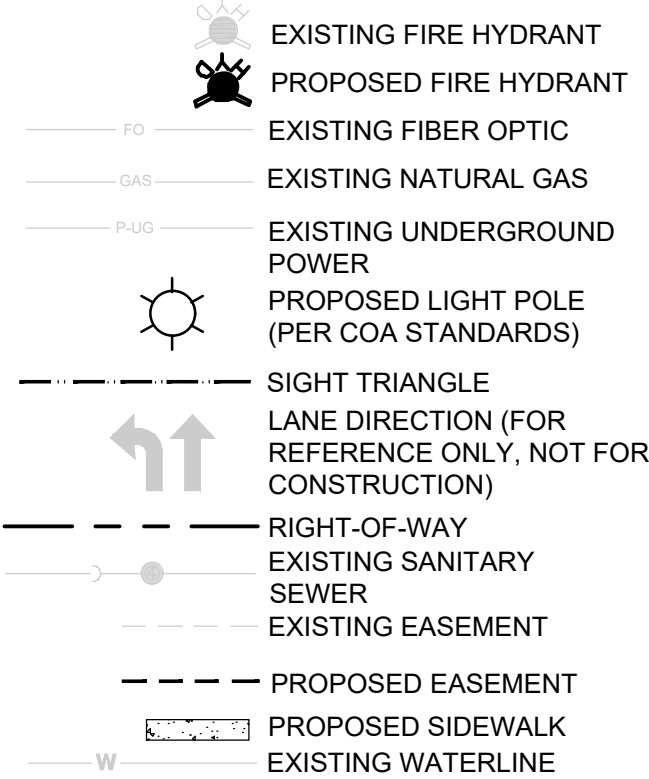 HYD
EXISTING FIRE HYDRANT
HYD
PROPOSED FIRE HYDRANT
FO
EXISTING FIBER OPTIC
GAS
EXISTING NATURAL GAS
P-UG
EXISTING UNDERGROUND
POWER
PROPOSED LIGHT POLE
(PER COA STANDARDS)
SIGHT TRIANGLE
LANE DIRECTION (FOR
REFERENCE ONLY, NOT FOR
CONSTRUCTION)
RIGHT-OF-WAY
EXISTING SANITARY
SEWER
EXISTING EASEMENT
PROPOSED EASEMENT
PROPOSED SIDEWALK
W
EXISTING WATERLINE